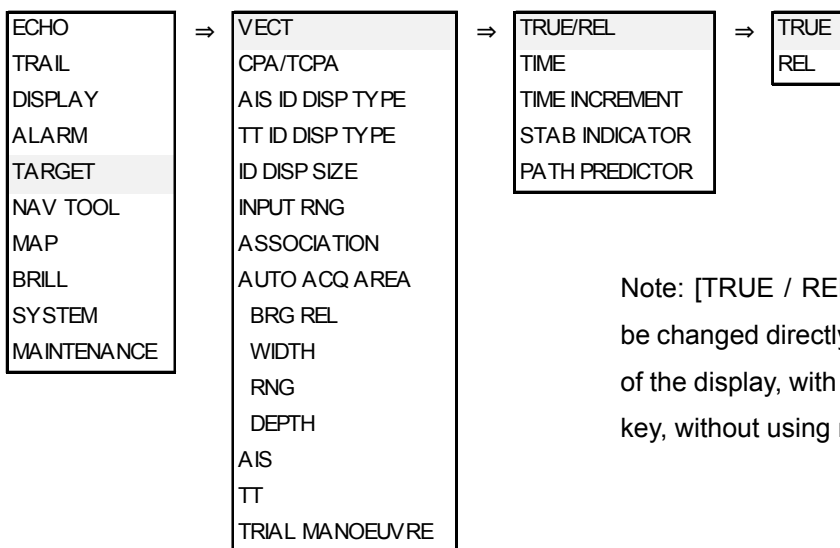 ECHO
TRAIL
DISPLAY
ALARM
TARGET
NAV TOOL
MAP
BRILL
SYSTEM
MAINTENANCE
⇒
VECT
CPA/TCPA
AIS ID DISP TYPE
TT ID DISP TYPE
ID DISP SIZE
INPUT RNG
ASSOCIATION
AUTO ACQ AREA
BRG REL
WIDTH
RNG
DEPTH
AIS
TT
TRIAL MANOEUVRE
⇒
TRUE/REL
TIME
TIME INCREMENT
STAB INDICATOR
PATH PREDICTOR
⇒
TRUE
REL
Note: [TRUE / RE
be changed directly
of the display, with
key, without using